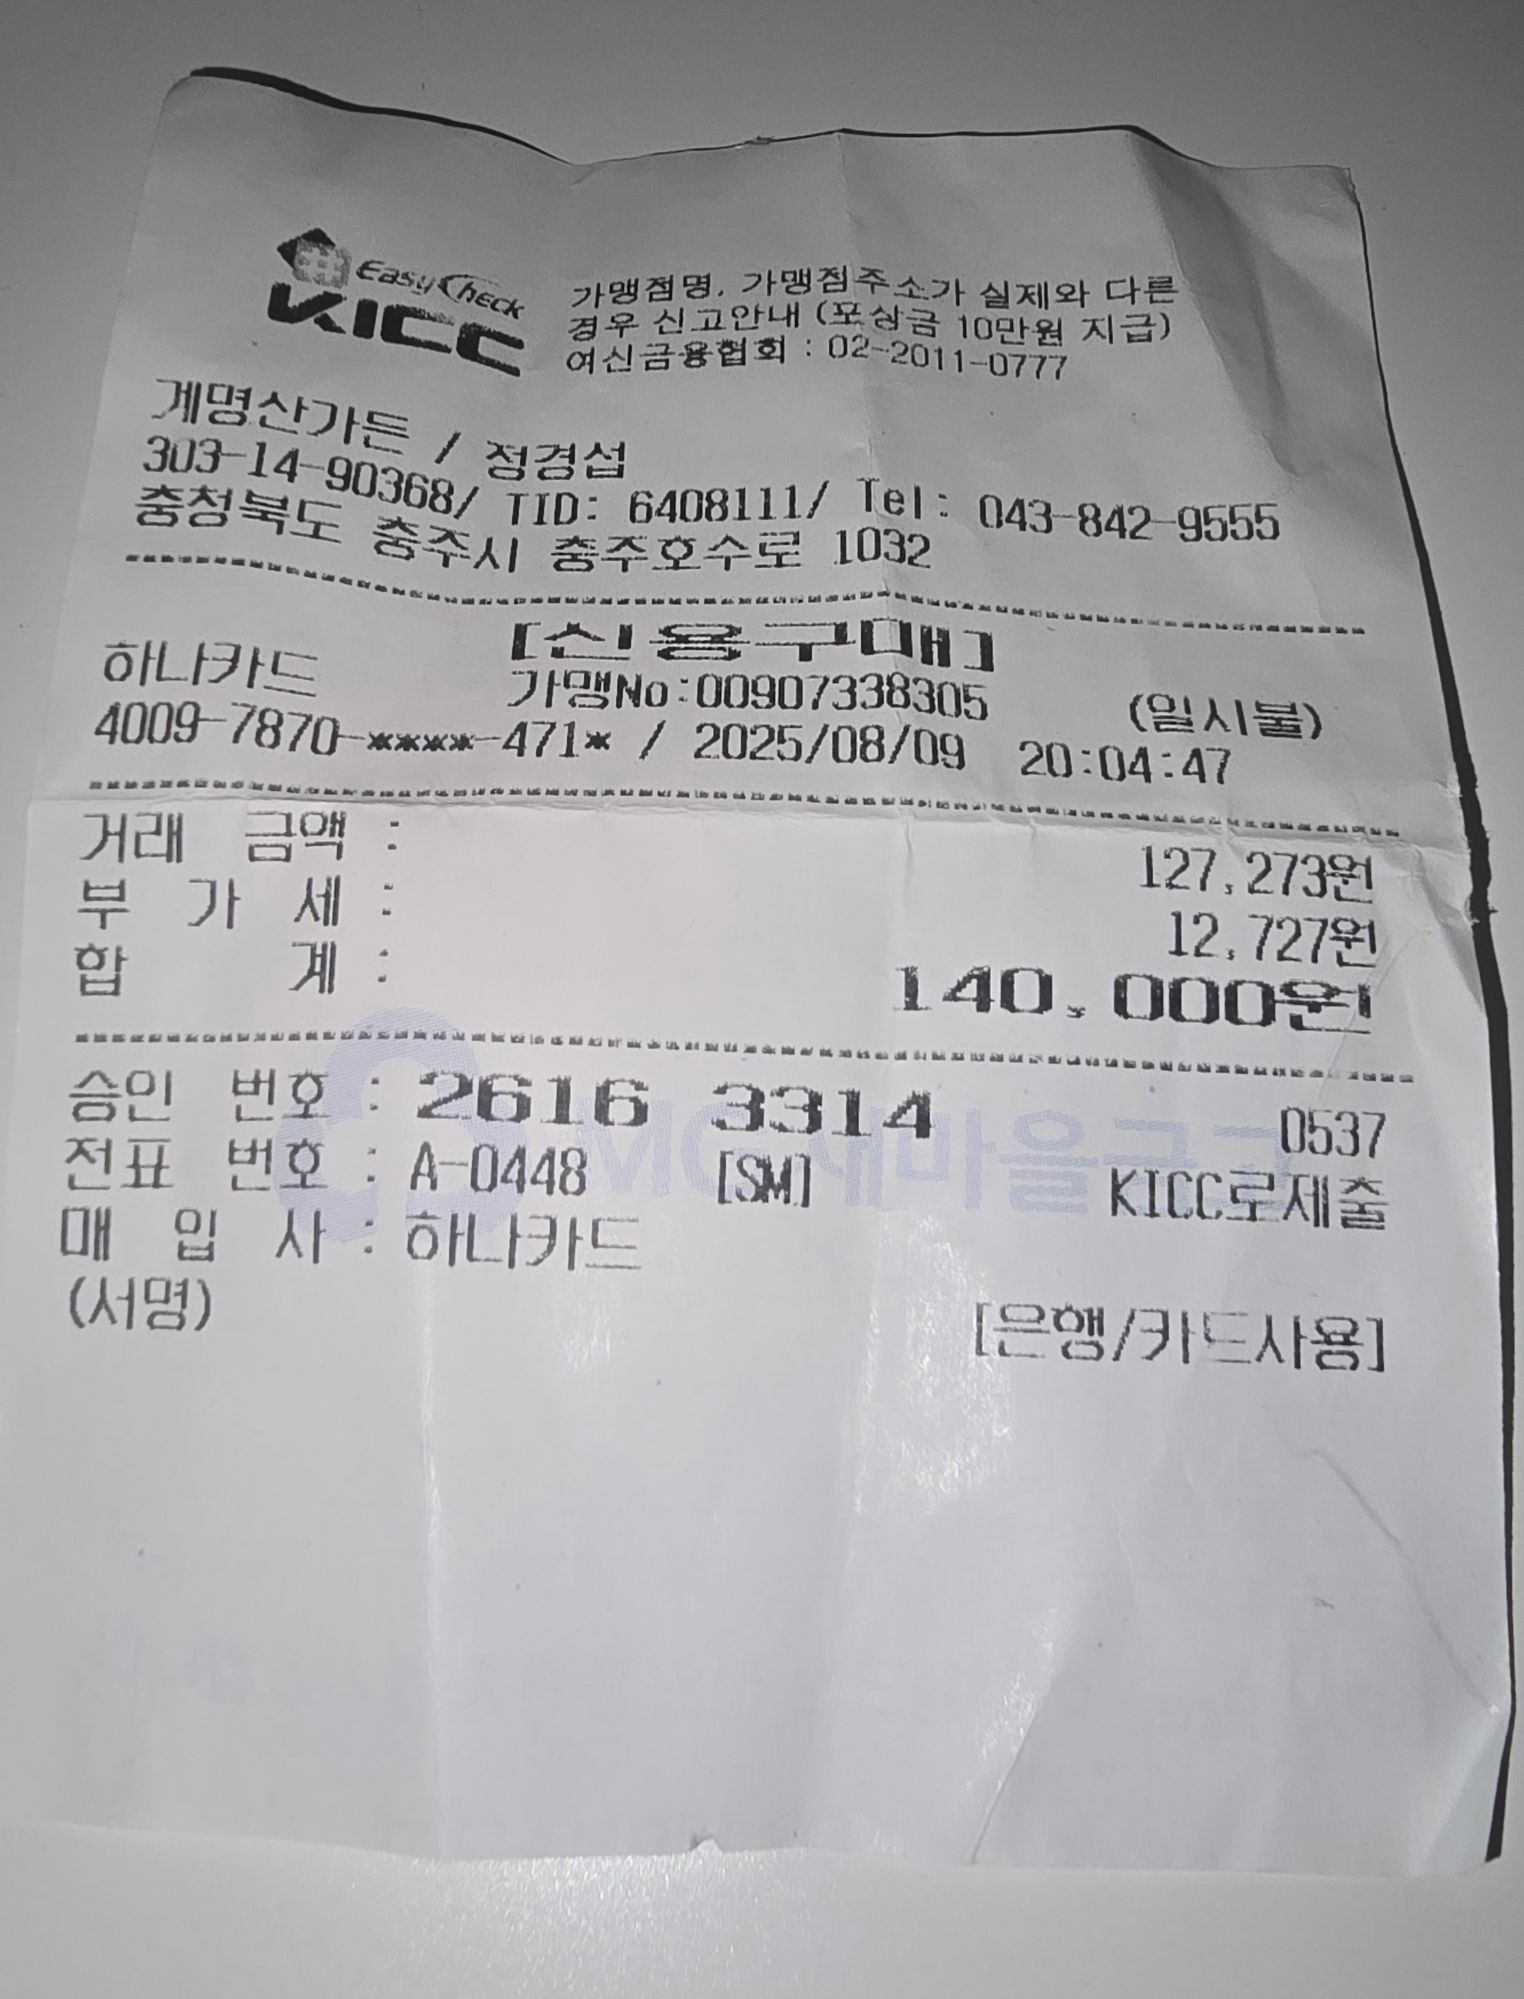 Easy Check
KICC
가맹점명, 가맹점주소가 실제와 다른
경우 신고안내 (포상금 10만원 지급)
여신금융협회 : 02-2011-0777
계명산가든 / 정경섭
303-14-90368/ TID: 6408111/ Tel: 043-842-9555
충청북도 충주시 충주호수로 1032
[신용구매]
하나카드 가맹No:00907338305 (일시불)
4009-7870-****-471* / 2025/08/09 20:04:47
거래 금액 : 127,273원
부 가 세 : 12,727원
합 계 : 140,000원
승인 번호 : 2616 3314 0537
전표 번호 : A-0448 [SM] KICC로제출
매 입 사 : 하나카드
(서명)
[은행/카드사용]
MG새마을금고